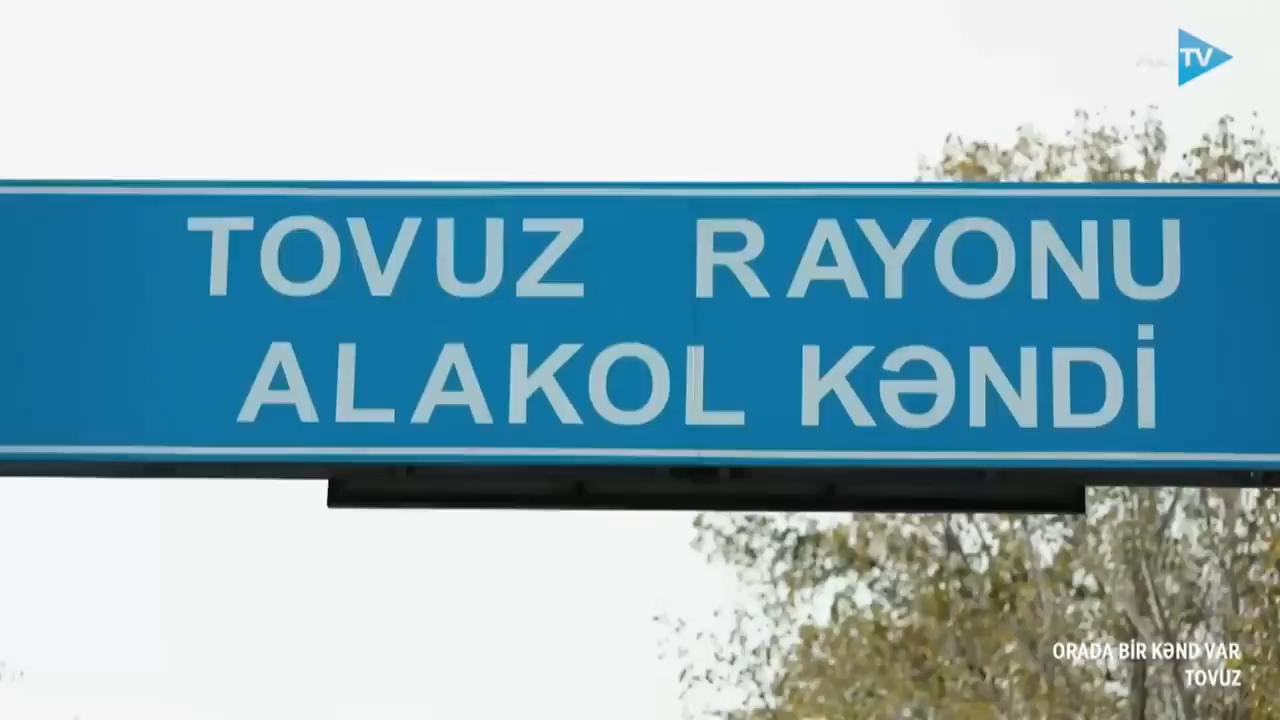 TV
TOVUZ RAYONU
ALAKOL KƏNDİ
ORADA BİR KƏND VAR
TOVUZ